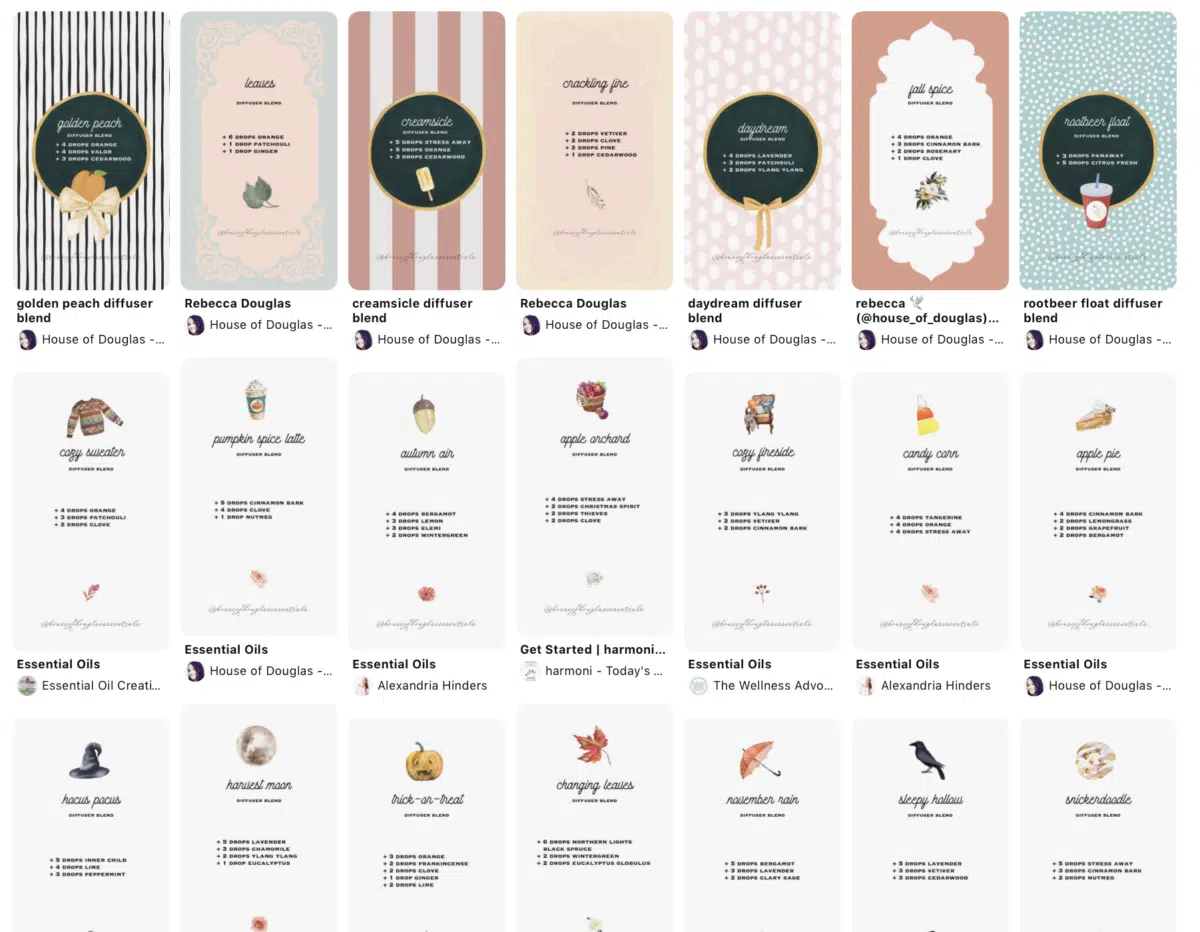 golden peach
DIFFUSER BLEND
+ 4 DROPS ORANGE
+ 4 DROPS VALOR
+ 3 DROPS CEDARWOOD
golden peach diffuser
blend
House of Douglas -...
leaves
DIFFUSER BLEND
+ 6 DROPS ORANGE
+ 1 DROP PATCHOULI
+ 1 DROP GINGER
@houseofdouglasessentials
Rebecca Douglas
House of Douglas -...
creamsicle
DIFFUSER BLEND
+ 5 DROPS STRESS AWAY
+ 5 DROPS ORANGE
+ 3 DROPS CEDARWOOD
@houseofdouglasessentials
creamsicle diffuser
blend
House of Douglas -...
crackling fire
DIFFUSER BLEND
+ 2 DROPS VETIVER
+ 2 DROPS CLOVE
+ 2 DROPS PINE
+ 1 DROP CEDARWOOD
@houseofdouglasessentials
Rebecca Douglas
House of Douglas -...
daydream
DIFFUSER BLEND
+ 4 DROPS LAVENDER
+ 3 DROPS PATCHOULI
+ 2 DROPS YLANG YLANG
@houseofdouglasessentials
daydream diffuser
blend
House of Douglas -...
fall spice
DIFFUSER BLEND
+ 4 DROPS ORANGE
+ 3 DROPS CINNAMON BARK
+ 2 DROPS ROSEMARY
+ 1 DROP CLOVE
@houseofdouglasessentials
rebecca 🕊
(@house_of_douglas)...
House of Douglas -...
rootbeer float
DIFFUSER BLEND
+ 3 DROPS PANAWAY
+ 5 DROPS CITRUS FRESH
rootbeer float diffuser
blend
House of Douglas -...
cozy sweater
DIFFUSER BLEND
+ 4 DROPS ORANGE
+ 3 DROPS PATCHOULI
+ 2 DROPS CLOVE
@houseofdouglasessentials
Essential Oils
Essential Oil Creati...
pumpkin spice latte
DIFFUSER BLEND
+ 5 DROPS CINNAMON BARK
+ 4 DROPS CLOVE
+ 1 DROP NUTMEG
@houseofdouglasessentials
Essential Oils
House of Douglas -...
autumn air
DIFFUSER BLEND
+ 4 DROPS BERGAMOT
+ 3 DROPS LEMON
+ 3 DROPS ELEMI
+ 2 DROPS WINTERGREEN
@houseofdouglasessentials
Essential Oils
Alexandria Hinders
apple orchard
DIFFUSER BLEND
+ 4 DROPS STRESS AWAY
+ 2 DROPS CHRISTMAS SPIRIT
+ 2 DROPS THIEVES
+ 2 DROPS CLOVE
@houseofdouglasessentials
Get Started | harmoni...
harmoni - Today's ...
cozy fireside
DIFFUSER BLEND
+ 3 DROPS YLANG YLANG
+ 2 DROPS VETIVER
+ 2 DROPS CINNAMON BARK
@houseofdouglasessentials
Essential Oils
The Wellness Advo...
candy corn
DIFFUSER BLEND
+ 4 DROPS TANGERINE
+ 4 DROPS ORANGE
+ 4 DROPS STRESS AWAY
@houseofdouglasessentials
Essential Oils
Alexandria Hinders
apple pie
DIFFUSER BLEND
+ 4 DROPS CINNAMON BARK
+ 2 DROPS LEMONGRASS
+ 2 DROPS GRAPEFRUIT
+ 2 DROPS BERGAMOT
@houseofdouglasessentials
Essential Oils
House of Douglas -...
hocus pocus
DIFFUSER BLEND
+ 5 DROPS INNER CHILD
+ 4 DROPS LIME
+ 3 DROPS PEPPERMINT
harvest moon
DIFFUSER BLEND
+ 5 DROPS LAVENDER
+ 3 DROPS CHAMOMILE
+ 2 DROPS YLANG YLANG
+ 1 DROP EUCALYPTUS
trick-or-treat
DIFFUSER BLEND
+ 3 DROPS ORANGE
+ 2 DROPS FRANKINCENSE
+ 2 DROPS CLOVE
+ 1 DROP GINGER
+ 2 DROPS LIME
changing leaves
DIFFUSER BLEND
+ 6 DROPS NORTHERN LIGHTS
BLACK SPRUCE
+ 2 DROPS WINTERGREEN
+ 2 DROPS EUCALYPTUS GLOBULUS
november rain
DIFFUSER BLEND
+ 5 DROPS BERGAMOT
+ 3 DROPS LAVENDER
+ 2 DROPS CLARY SAGE
sleepy hollow
DIFFUSER BLEND
+ 5 DROPS LAVENDER
+ 3 DROPS VETIVER
+ 3 DROPS CEDARWOOD
snickerdoodle
DIFFUSER BLEND
+ 5 DROPS STRESS AWAY
+ 3 DROPS CINNAMON BARK
+ 2 DROPS NUTMEG